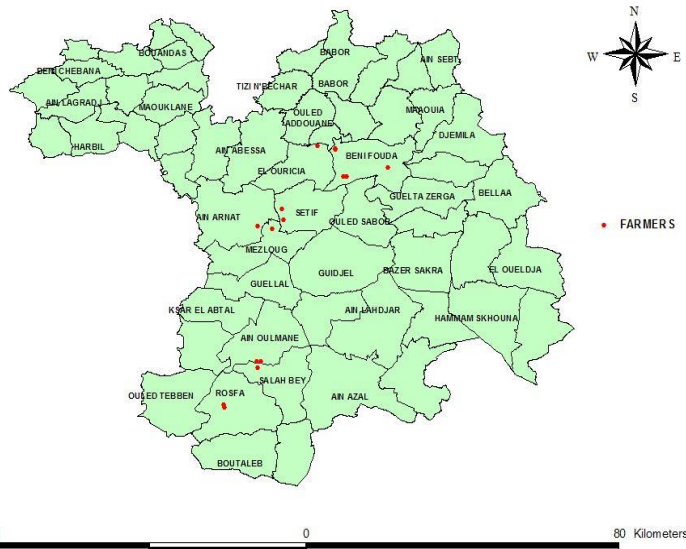 N
W E
S
BABOR
BOUANDAS
AIN SEBT
BENI CHEBANA
TIZI N'BECHAR
BABOR
AIN LAGRADJ
MAOUKLANE
MAAOUIA
OULED
ADDOUANE
DJEMILA
HARBIL
AIN ABESSA
BENI FOUDA
EL OURICIA
BELLAA
GUELTA ZERGA
SETIF
AIN ARNAT
OULED SABOR
FARMERS
MEZLOUG
GUIDJEL
BAZER SAKRA
EL OUELDJA
GUELLAL
KSAR EL ABTAL
AIN LAHDJAR
HAMMAM SKHOUNA
AIN OULMANE
SALAH BEY
ROSFA
OULED TEBBEN
AIN AZAL
BOUTALEB
0 80 Kilometers